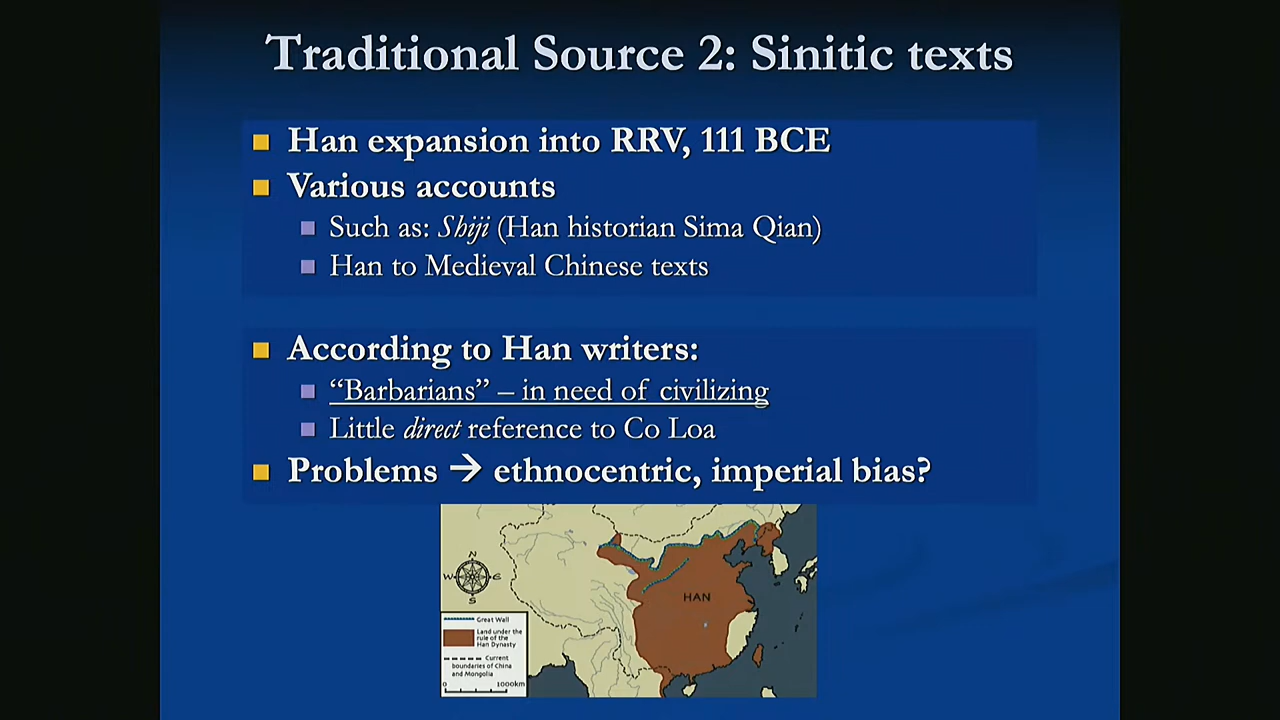 Traditional Source 2: Sinitic texts
Han expansion into RRV, 111 BCE
Various accounts
Such as: Shiji (Han historian Sima Qian)
Han to Medieval Chinese texts
According to Han writers:
“Barbarians” – in need of civilizing
Little direct reference to Co Loa
Problems → ethnocentric, imperial bias?
N
W E
S
HAN
Great Wall
Land under the
rule of the
Han Dynasty
Current
boundaries of China
and Mongolia
0 1000km